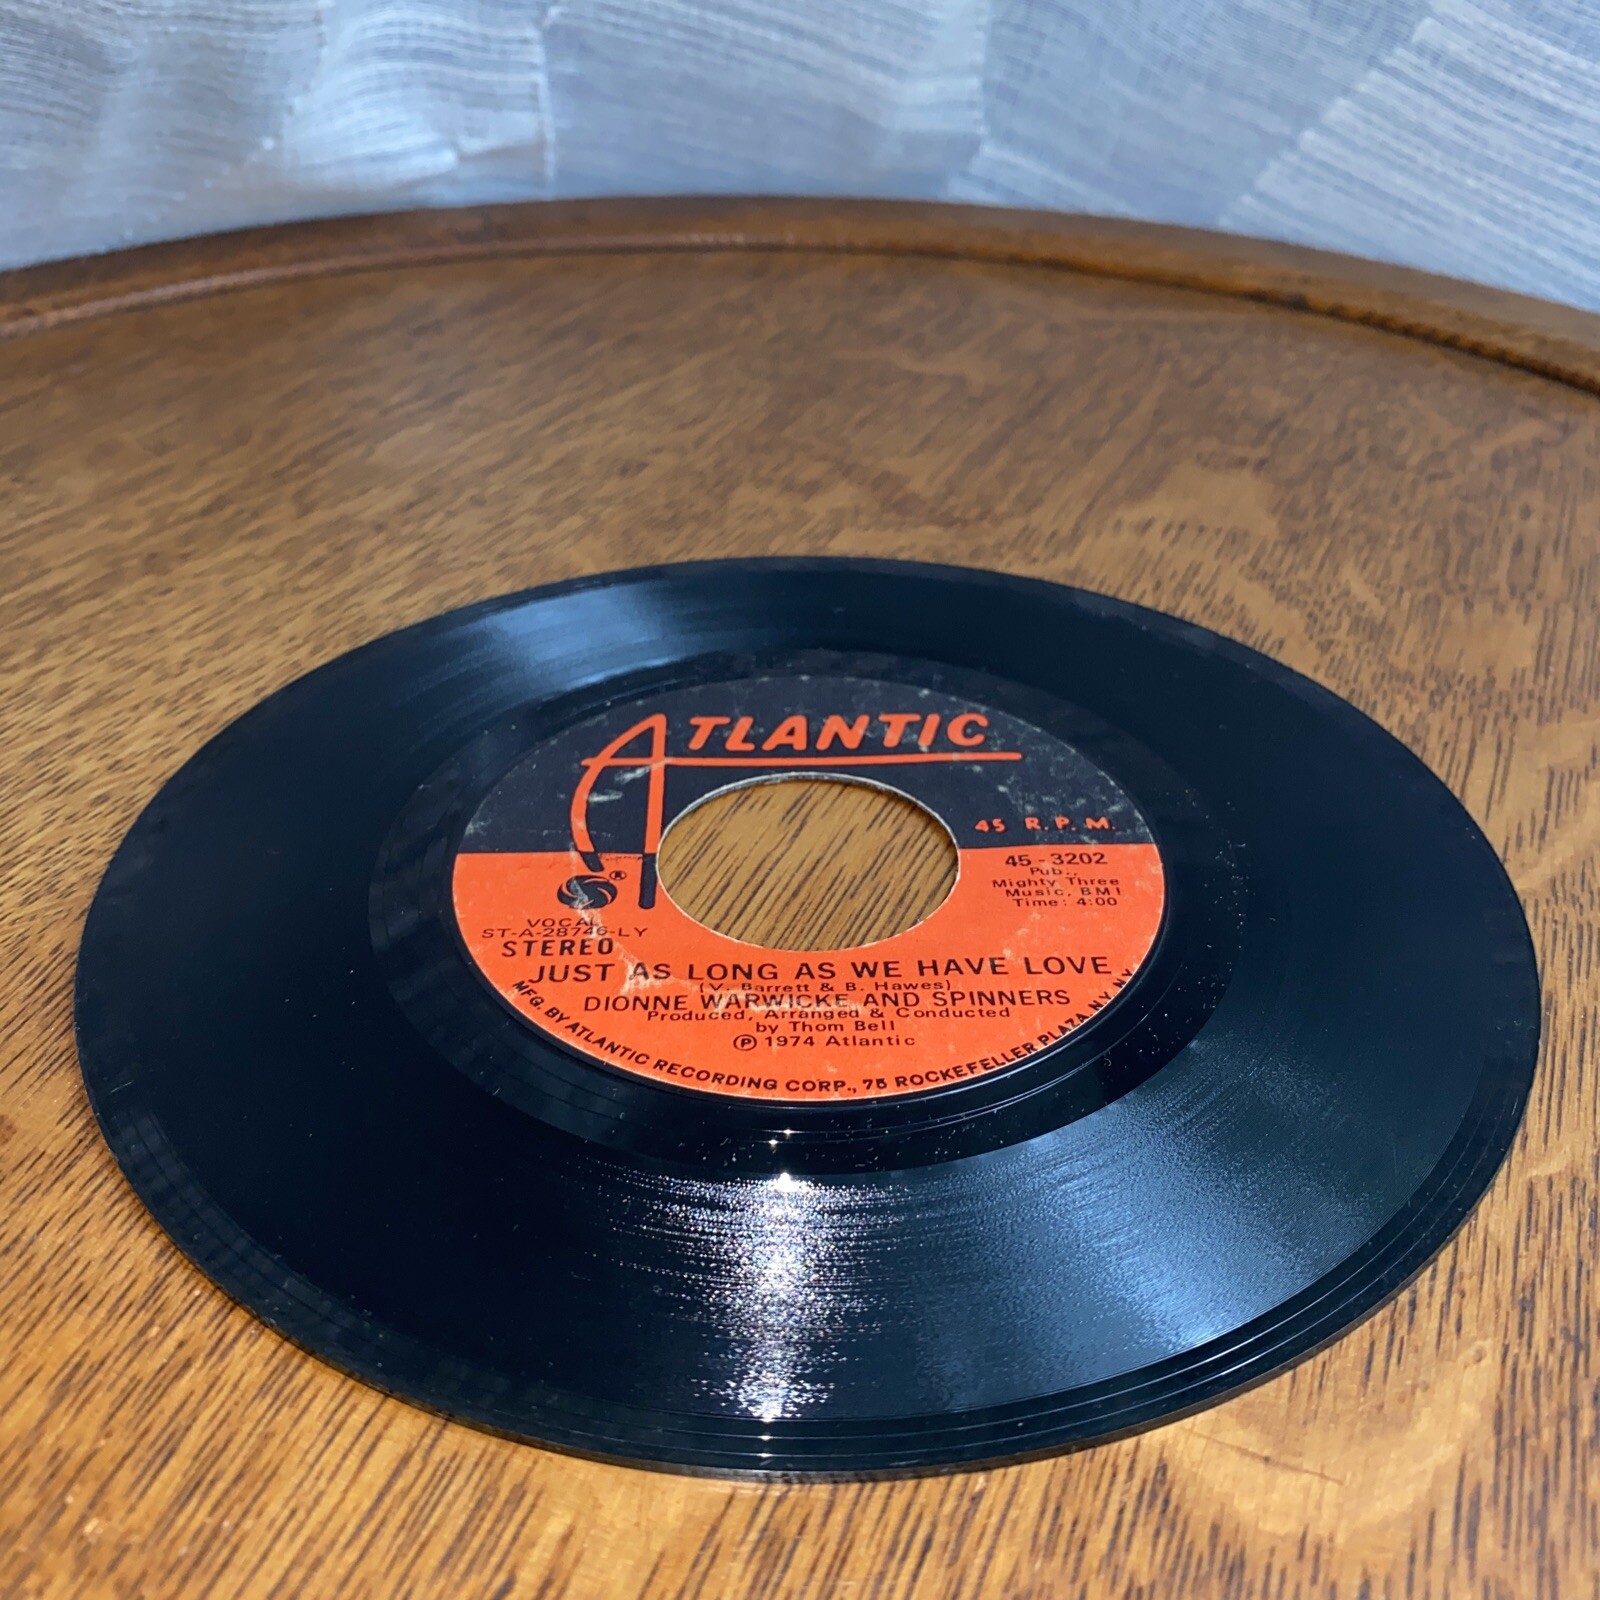 ATLANTIC
45 R.P.M.
45-3202
Pub.,
Mighty Three
Music, BMI
Time: 4:00
®
VOCAL
ST-A-28746-LY
STEREO
JUST AS LONG AS WE HAVE LOVE
(V. Barrett & B. Hawes)
DIONNE WARWICKE AND SPINNERS
Produced, Arranged & Conducted
by Thom Bell
Ⓟ 1974 Atlantic
MFG. BY ATLANTIC RECORDING CORP., 75 ROCKEFELLER PLAZA, N.Y. N.Y.